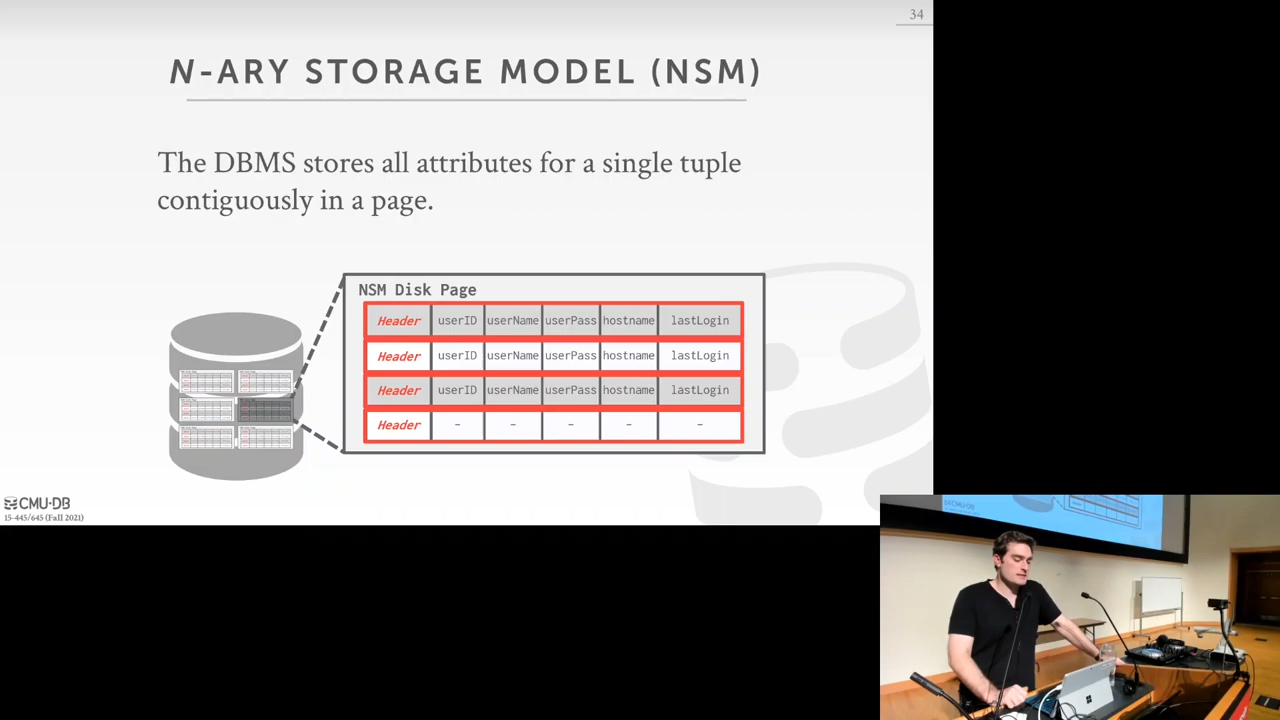 34
N-ARY STORAGE MODEL (NSM)
The DBMS stores all attributes for a single tuple
contiguously in a page.
NSM Disk Page
Header userID userName userPass hostname lastLogin
Header userID userName userPass hostname lastLogin
Header userID userName userPass hostname lastLogin
Header - - - - -
CMU·DB
15-445/645 (Fall 2021)